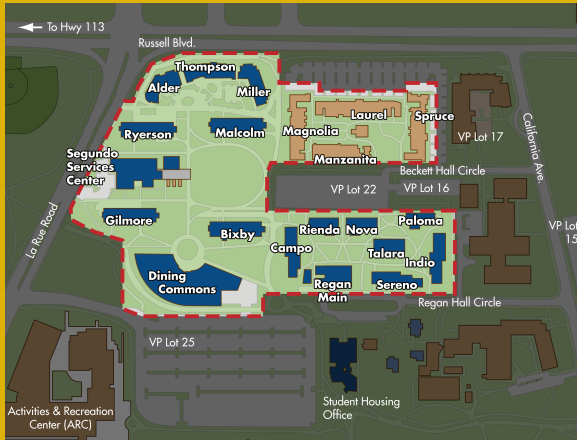 To Hwy 113
Russell Blvd.
Thompson
Alder
Miller
Laurel
Spruce
Magnolia
Ryerson
Malcolm
VP Lot 17
California Ave.
Manzanita
Segundo
Services
Center
Beckett Hall Circle
VP Lot 22
VP Lot 16
La Rue Road
Gilmore
Bixby
Rienda
Nova
Paloma
VP Lot
15
Campo
Talara
Indio
Dining
Commons
Regan
Main
Sereno
Regan Hall Circle
VP Lot 25
Activities & Recreation
Center (ARC)
Student Housing
Office